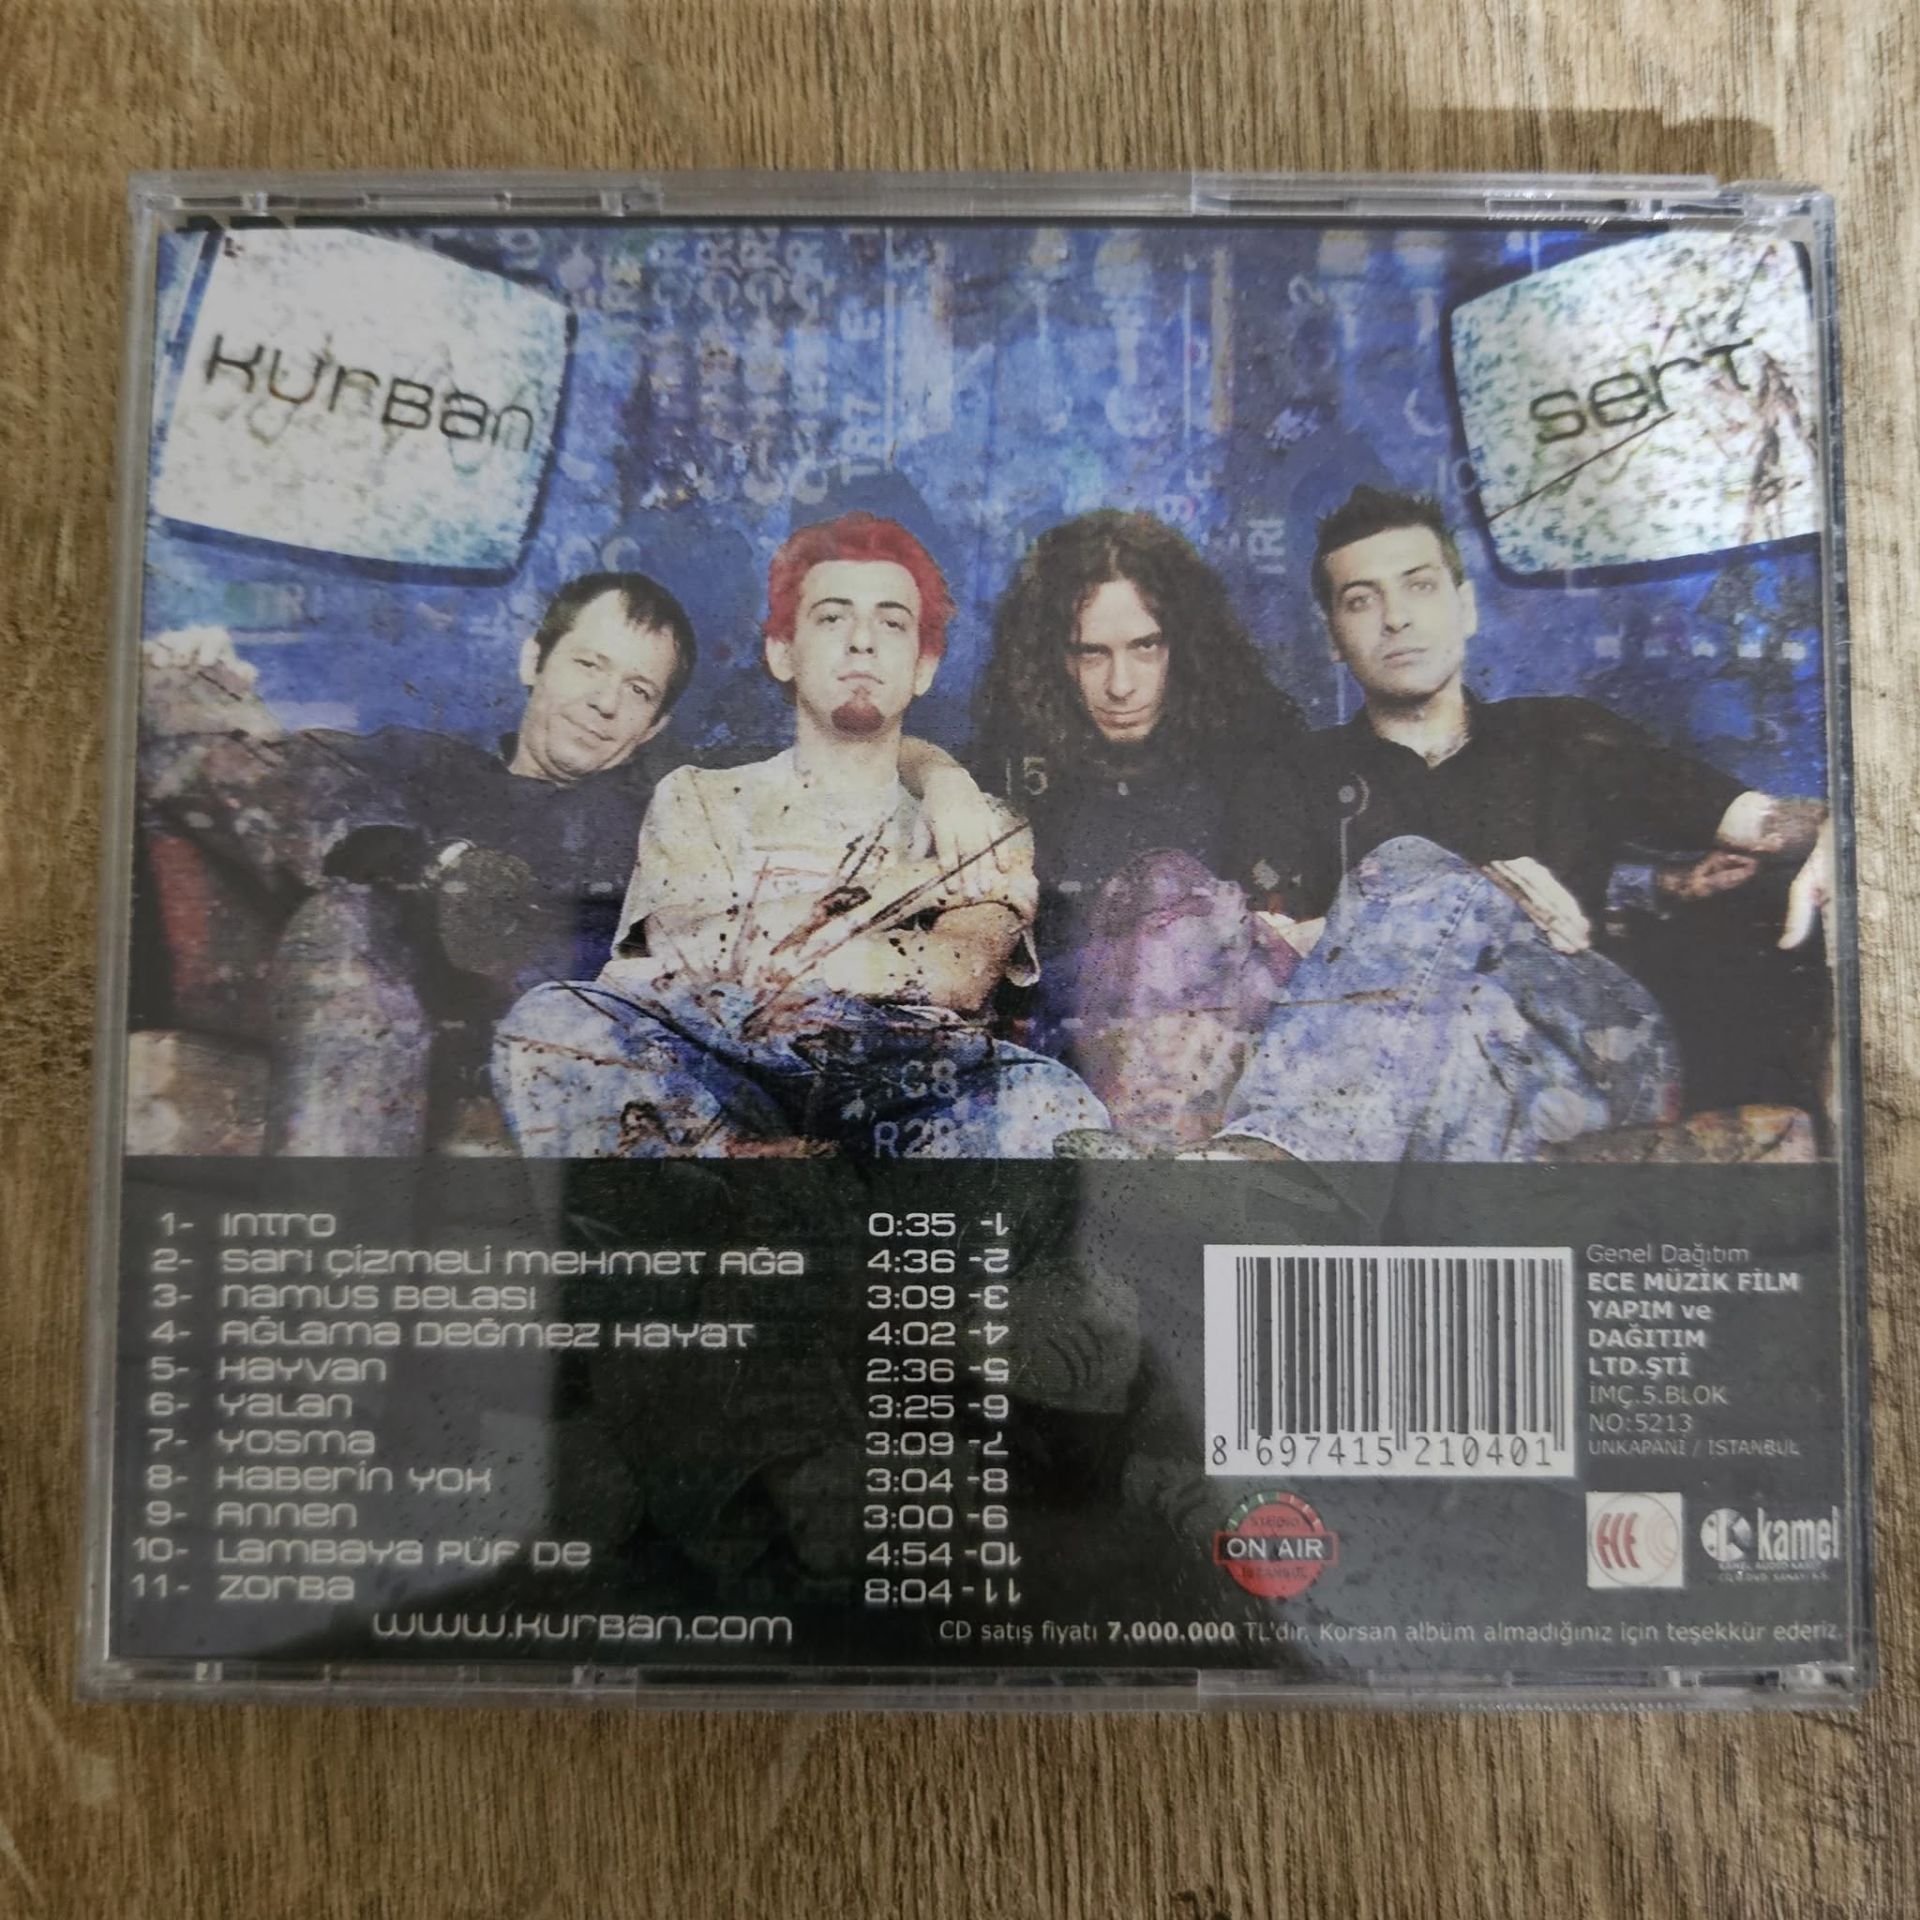 Kurban
Sert
15
C8
R28
1- Intro 0:35 -1
2- Sarı Çizmeli Mehmet Ağa 4:36 -2
3- Namus Belası 3:09 -3
4- Ağlama Değmez Hayat 4:02 -4
5- Hayvan 2:36 -5
6- Yalan 3:25 -6
7- Yosma 3:09 -7
8- Haberin Yok 3:04 -8
9- Annen 3:00 -9
10- Lambaya Püf De 4:54 -10
11- Zorba 8:04 -11
www.kurban.com
Genel Dağıtım
ECE MÜZİK FİLM
YAPIM ve
DAĞITIM
LTD.ŞTİ
İMÇ.5.BLOK
NO:5213
UNKAPANI / İSTANBUL
8 697415 210401
STÜDİO
ON AIR
İSTANBUL
kamel
CD satış fiyatı 7.000.000 TL'dir. Korsan albüm almadığınız için teşekkür ederiz.